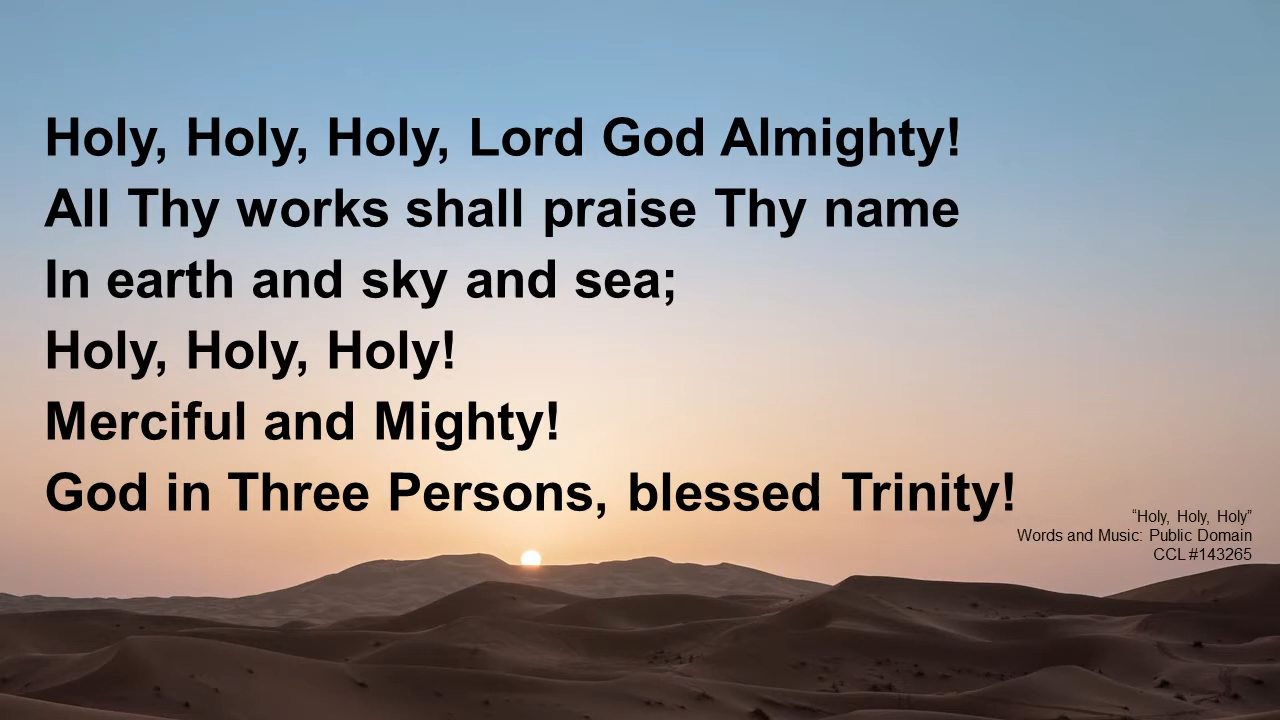 Holy, Holy, Holy, Lord God Almighty!
All Thy works shall praise Thy name
In earth and sky and sea;
Holy, Holy, Holy!
Merciful and Mighty!
God in Three Persons, blessed Trinity!
“Holy, Holy, Holy”
Words and Music: Public Domain
CCL #143265